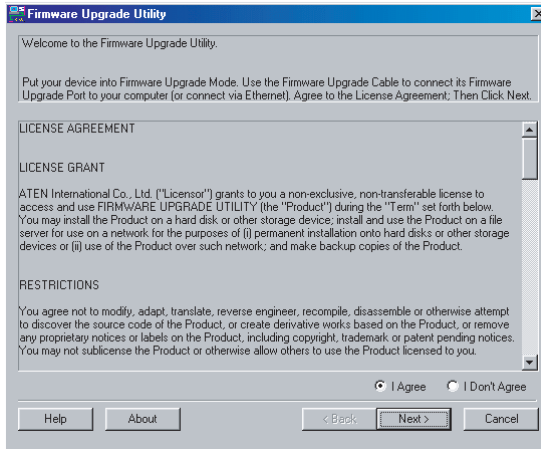 Firmware Upgrade Utility
Welcome to the Firmware Upgrade Utility.
Put your device into Firmware Upgrade Mode. Use the Firmware Upgrade Cable to connect its Firmware
Upgrade Port to your computer (or connect via Ethernet). Agree to the License Agreement; Then Click Next.
LICENSE AGREEMENT
LICENSE GRANT
ATEN International Co., Ltd. ("Licensor") grants to you a non-exclusive, non-transferable license to
access and use FIRMWARE UPGRADE UTILITY (the "Product") during the "Term" set forth below.
You may install the Product on a hard disk or other storage device; install and use the Product on a file
server for use on a network for the purposes of (i) permanent installation onto hard disks or other storage
devices or (ii) use of the Product over such network; and make backup copies of the Product.
RESTRICTIONS
You agree not to modify, adapt, translate, reverse engineer, recompile, disassemble or otherwise attempt
to discover the source code of the Product, or create derivative works based on the Product, or remove
any proprietary notices or labels on the Product, including copyright, trademark or patent pending notices.
You may not sublicense the Product or otherwise allow others to use the Product licensed to you.
I Agree I Don't Agree
Help About < Back Next > Cancel